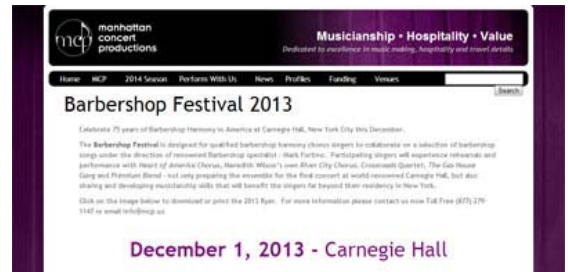 manhattan
concert
productions
mcp
Musicianship • Hospitality • Value
Dedicated to excellence in music making, hospitality and travel details
Home MCP 2014 Season Perform With Us News Profiles Funding Venues
Search
Barbershop Festival 2013
Celebrate 75 years of Barbershop Harmony in America at Carnegie Hall, New York City this December.
The Barbershop Festival is designed for qualified barbershop harmony chorus singers to collaborate on a selection of barbershop
songs under the direction of renowned Barbershop specialist - Mark Fortino. Participating singers will experience rehearsals and
performance with Heart of America Chorus, Meredith Wilson's own River City Chorus, Crossroads Quartet, The Gas House
Gang and Premium Blend - not only preparing the ensemble for the final concert at world renowned Carnegie Hall, but also
sharing and developing musicianship skills that will benefit the singers far beyond their residency in New York.
Click on the image below to download or print the 2013 flyer. For more information please contact us now Toll Free (877) 279-
1147 or email info@mcp.us
December 1, 2013 - Carnegie Hall